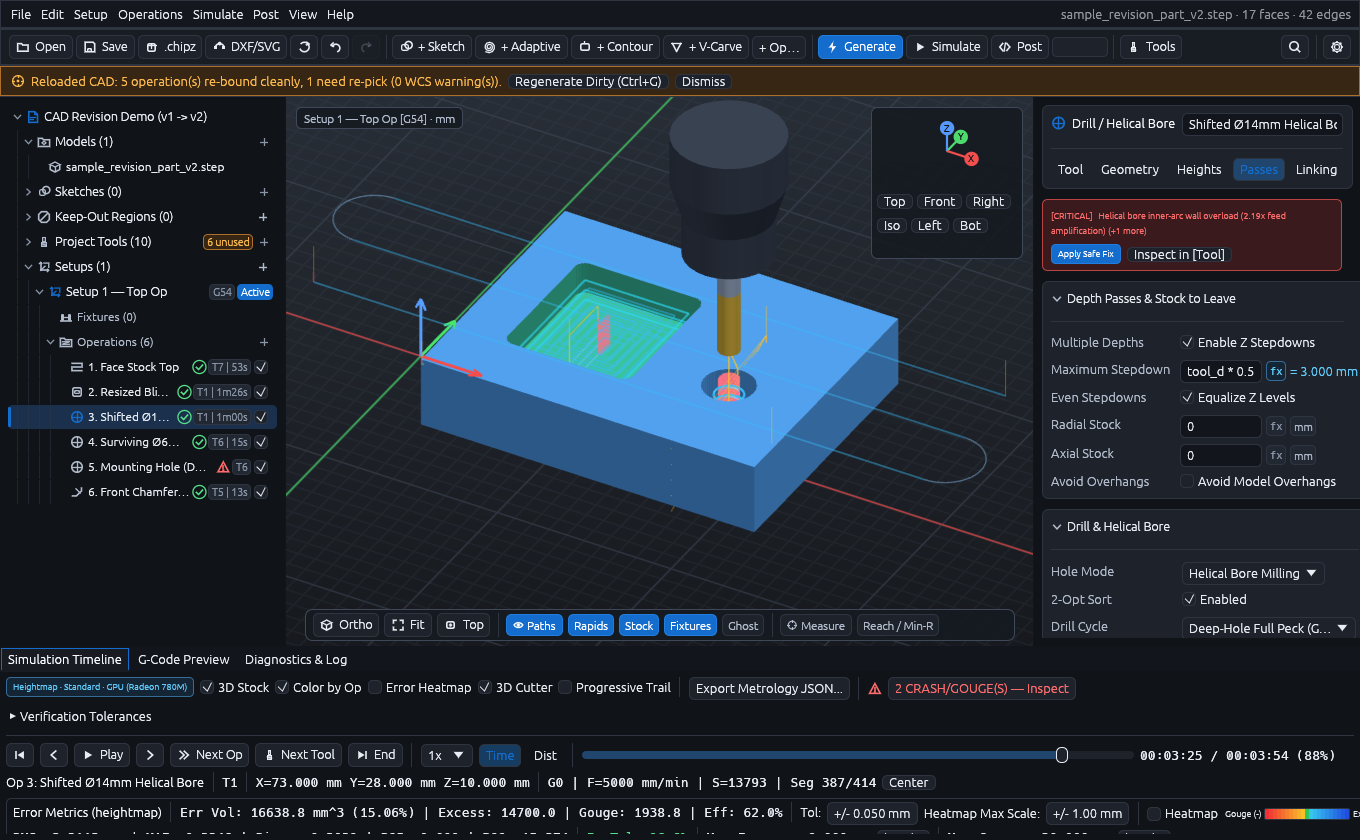 File Edit Setup Operations Simulate Post View Help
sample_revision_part_v2.step · 17 faces · 42 edges
Open Save .chipz DXF/SVG + Sketch + Adaptive + Contour + V-Carve + Op... Generate Simulate Post Tools
Reloaded CAD: 5 operation(s) re-bound cleanly, 1 need re-pick (0 WCS warning(s)). Regenerate Dirty (Ctrl+G) Dismiss
CAD Revision Demo (v1 -> v2)
Models (1) +
sample_revision_part_v2.step
Sketches (0) +
Keep-Out Regions (0) +
Project Tools (10) 6 unused +
Setups (1) +
Setup 1 — Top Op G54 Active
Fixtures (0)
Operations (6) +
1. Face Stock Top T7 | 53s
2. Resized Bli... T1 | 1m26s
3. Shifted Ø1... T1 | 1m00s
4. Surviving Ø6... T6 | 15s
5. Mounting Hole (D... T6
6. Front Chamfer... T5 | 13s
Setup 1 — Top Op [G54] · mm
Z
Y
X
Top Front Right
Iso Left Bot
Ortho Fit Top Paths Rapids Stock Fixtures Ghost Measure Reach / Min-R
Drill / Helical Bore Shifted Ø14mm Helical Bo
Tool Geometry Heights Passes Linking
[CRITICAL] Helical bore inner-arc wall overload (2.19x feed
amplification) (+1 more)
Apply Safe Fix Inspect in [Tool]
Depth Passes & Stock to Leave
Multiple Depths Enable Z Stepdowns
Maximum Stepdown tool_d * 0.5 fx = 3.000 mm
Even Stepdowns Equalize Z Levels
Radial Stock 0 fx mm
Axial Stock 0 fx mm
Avoid Overhangs Avoid Model Overhangs
Drill & Helical Bore
Hole Mode Helical Bore Milling
2-Opt Sort Enabled
Drill Cycle Deep-Hole Full Peck (G...
Simulation Timeline G-Code Preview Diagnostics & Log
Heightmap · Standard · GPU (Radeon 780M) 3D Stock Color by Op Error Heatmap 3D Cutter Progressive Trail Export Metrology JSON... 2 CRASH/GOUGE(S) — Inspect
Verification Tolerances
Play Next Op Next Tool End 1x Time Dist 00:03:25 / 00:03:54 (88%)
Op 3: Shifted Ø14mm Helical Bore T1 X=73.000 mm Y=28.000 mm Z=10.000 mm G0 | F=5000 mm/min | S=13793 | Seg 387/414 Center
Error Metrics (heightmap) Err Vol: 16638.8 mm^3 (15.06%) | Excess: 14700.0 | Gouge: 1938.8 | Eff: 62.0% Tol: +/- 0.050 mm Heatmap Max Scale: +/- 1.00 mm Heatmap Gouge (-)